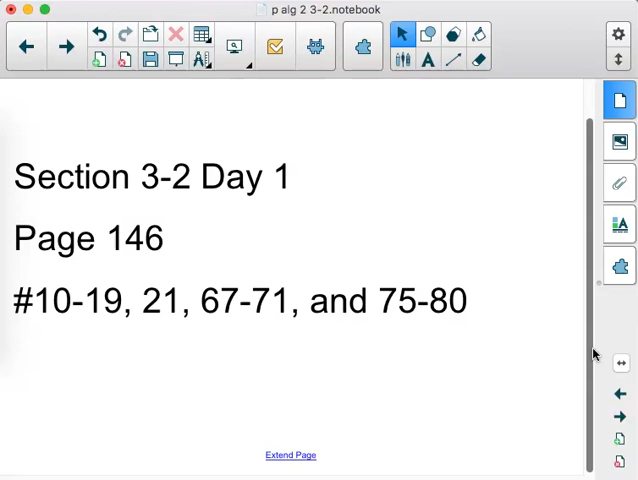 p alg 2 3-2.notebook
Section 3-2 Day 1
Page 146
#10-19, 21, 67-71, and 75-80
Extend Page